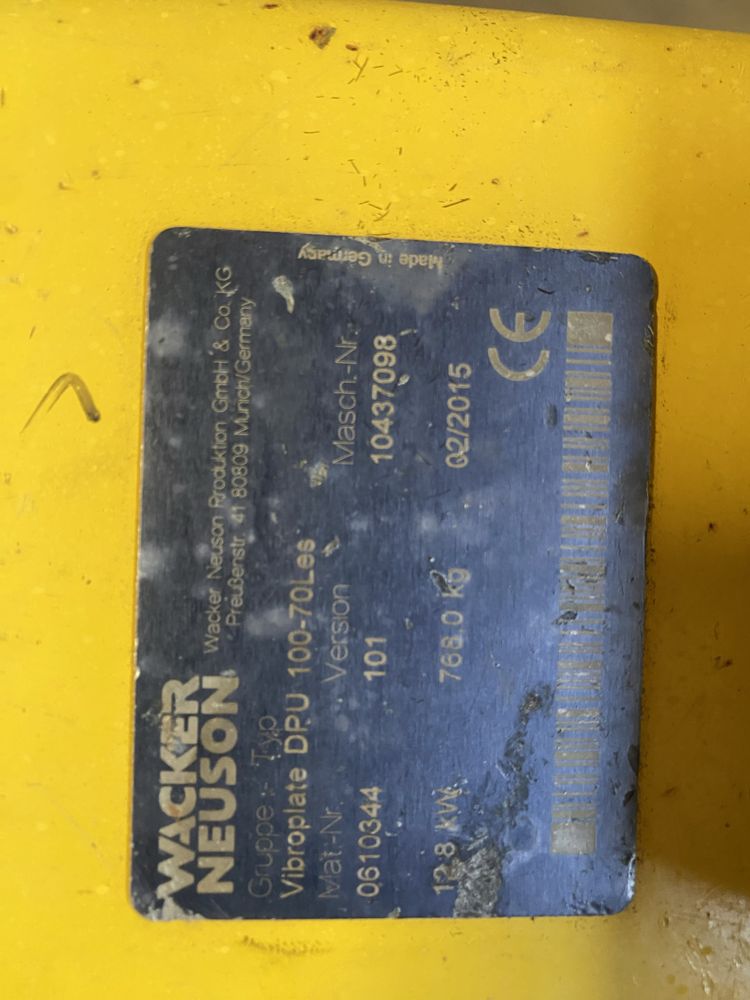 WACKER
NEUSON
Wacker Neuson Produktion GmbH & Co. KG
Preußenstr. 41 80809 Munich/Germany
Gruppe - Typ
Vibroplate DPU 100-70Les
Mat.-Nr. Version Masch.-Nr.
0610344 101 10437098
12.8 kW 768.0 kg 02/2015
CE
Made in Germany